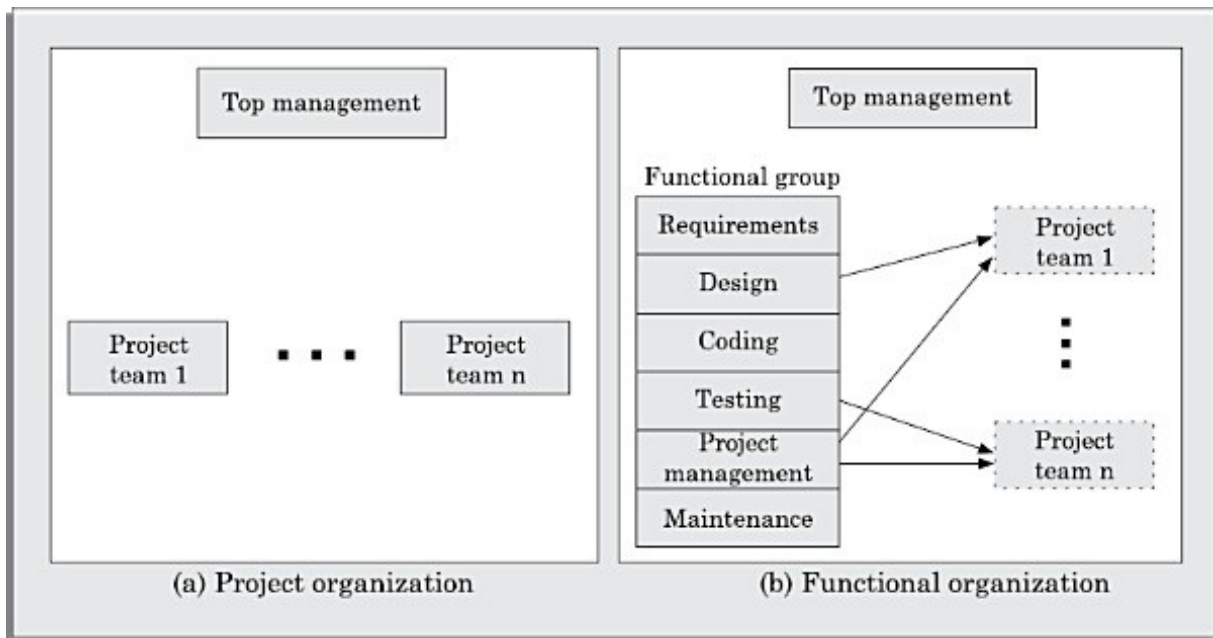 Top management
Project
team 1
Project
team n
(a) Project organization
Top management
Functional group
Requirements
Design
Coding
Testing
Project
management
Maintenance
Project
team 1
Project
team n
(b) Functional organization